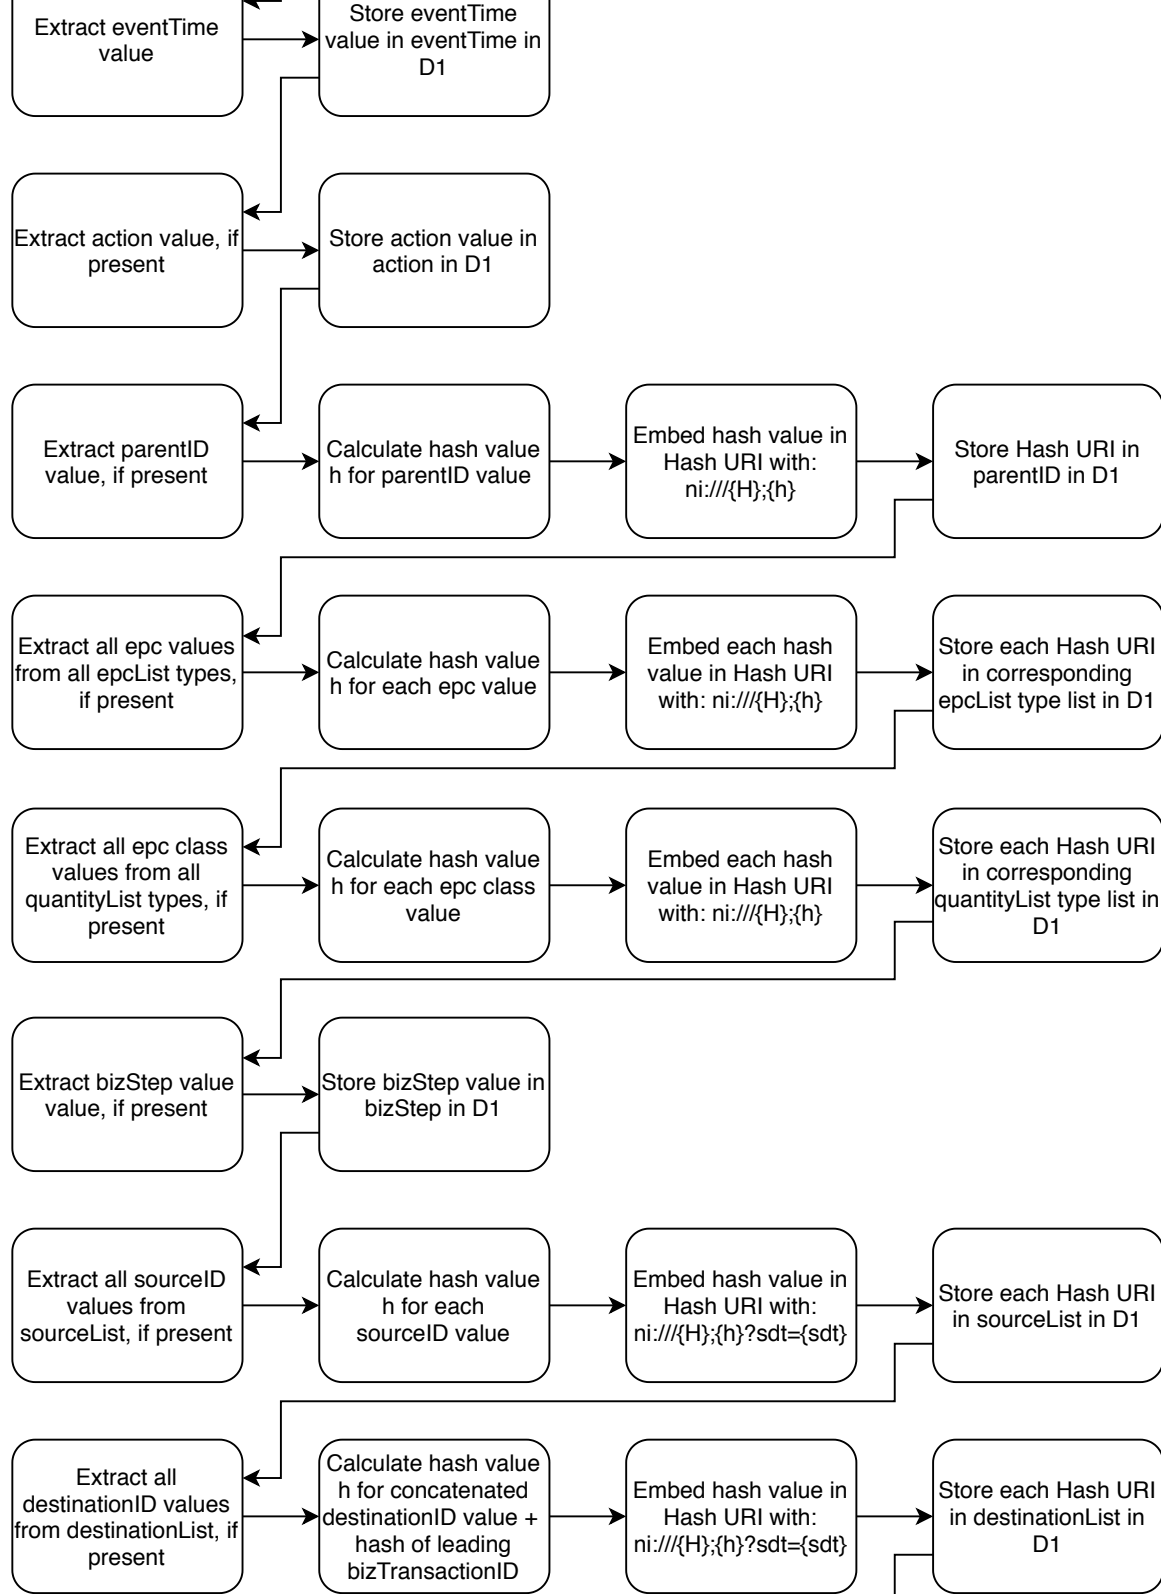 Extract eventTime
value
Store eventTime
value in eventTime in
D1
Extract action value, if
present
Store action value in
action in D1
Extract parentID
value, if present
Calculate hash value
h for parentID value
Embed hash value in
Hash URI with:
ni:///{H};{h}
Store Hash URI in
parentID in D1
Extract all epc values
from all epcList types,
if present
Calculate hash value
h for each epc value
Embed each hash
value in Hash URI
with: ni:///{H};{h}
Store each Hash URI
in corresponding
epcList type list in D1
Extract all epc class
values from all
quantityList types, if
present
Calculate hash value
h for each epc class
value
Embed each hash
value in Hash URI
with: ni:///{H};{h}
Store each Hash URI
in corresponding
quantityList type list in
D1
Extract bizStep value
value, if present
Store bizStep value in
bizStep in D1
Extract all sourceID
values from
sourceList, if present
Calculate hash value
h for each
sourceID value
Embed hash value in
Hash URI with:
ni:///{H};{h}?sdt={sdt}
Store each Hash URI
in sourceList in D1
Extract all
destinationID values
from destinationList, if
present
Calculate hash value
h for concatenated
destinationID value +
hash of leading
bizTransactionID
Embed hash value in
Hash URI with:
ni:///{H};{h}?sdt={sdt}
Store each Hash URI
in destinationList in
D1